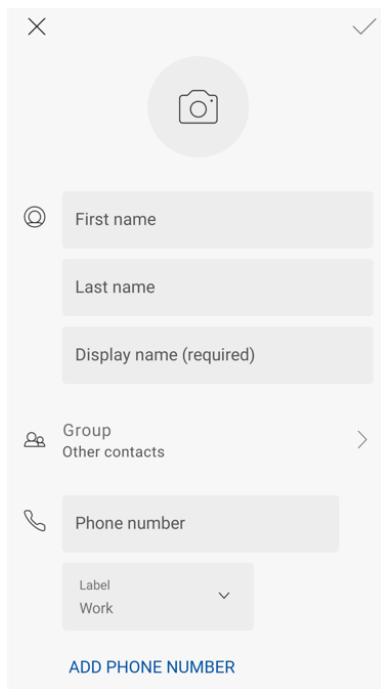 First name
Last name
Display name (required)
Group
Other contacts
Phone number
Label
Work
ADD PHONE NUMBER